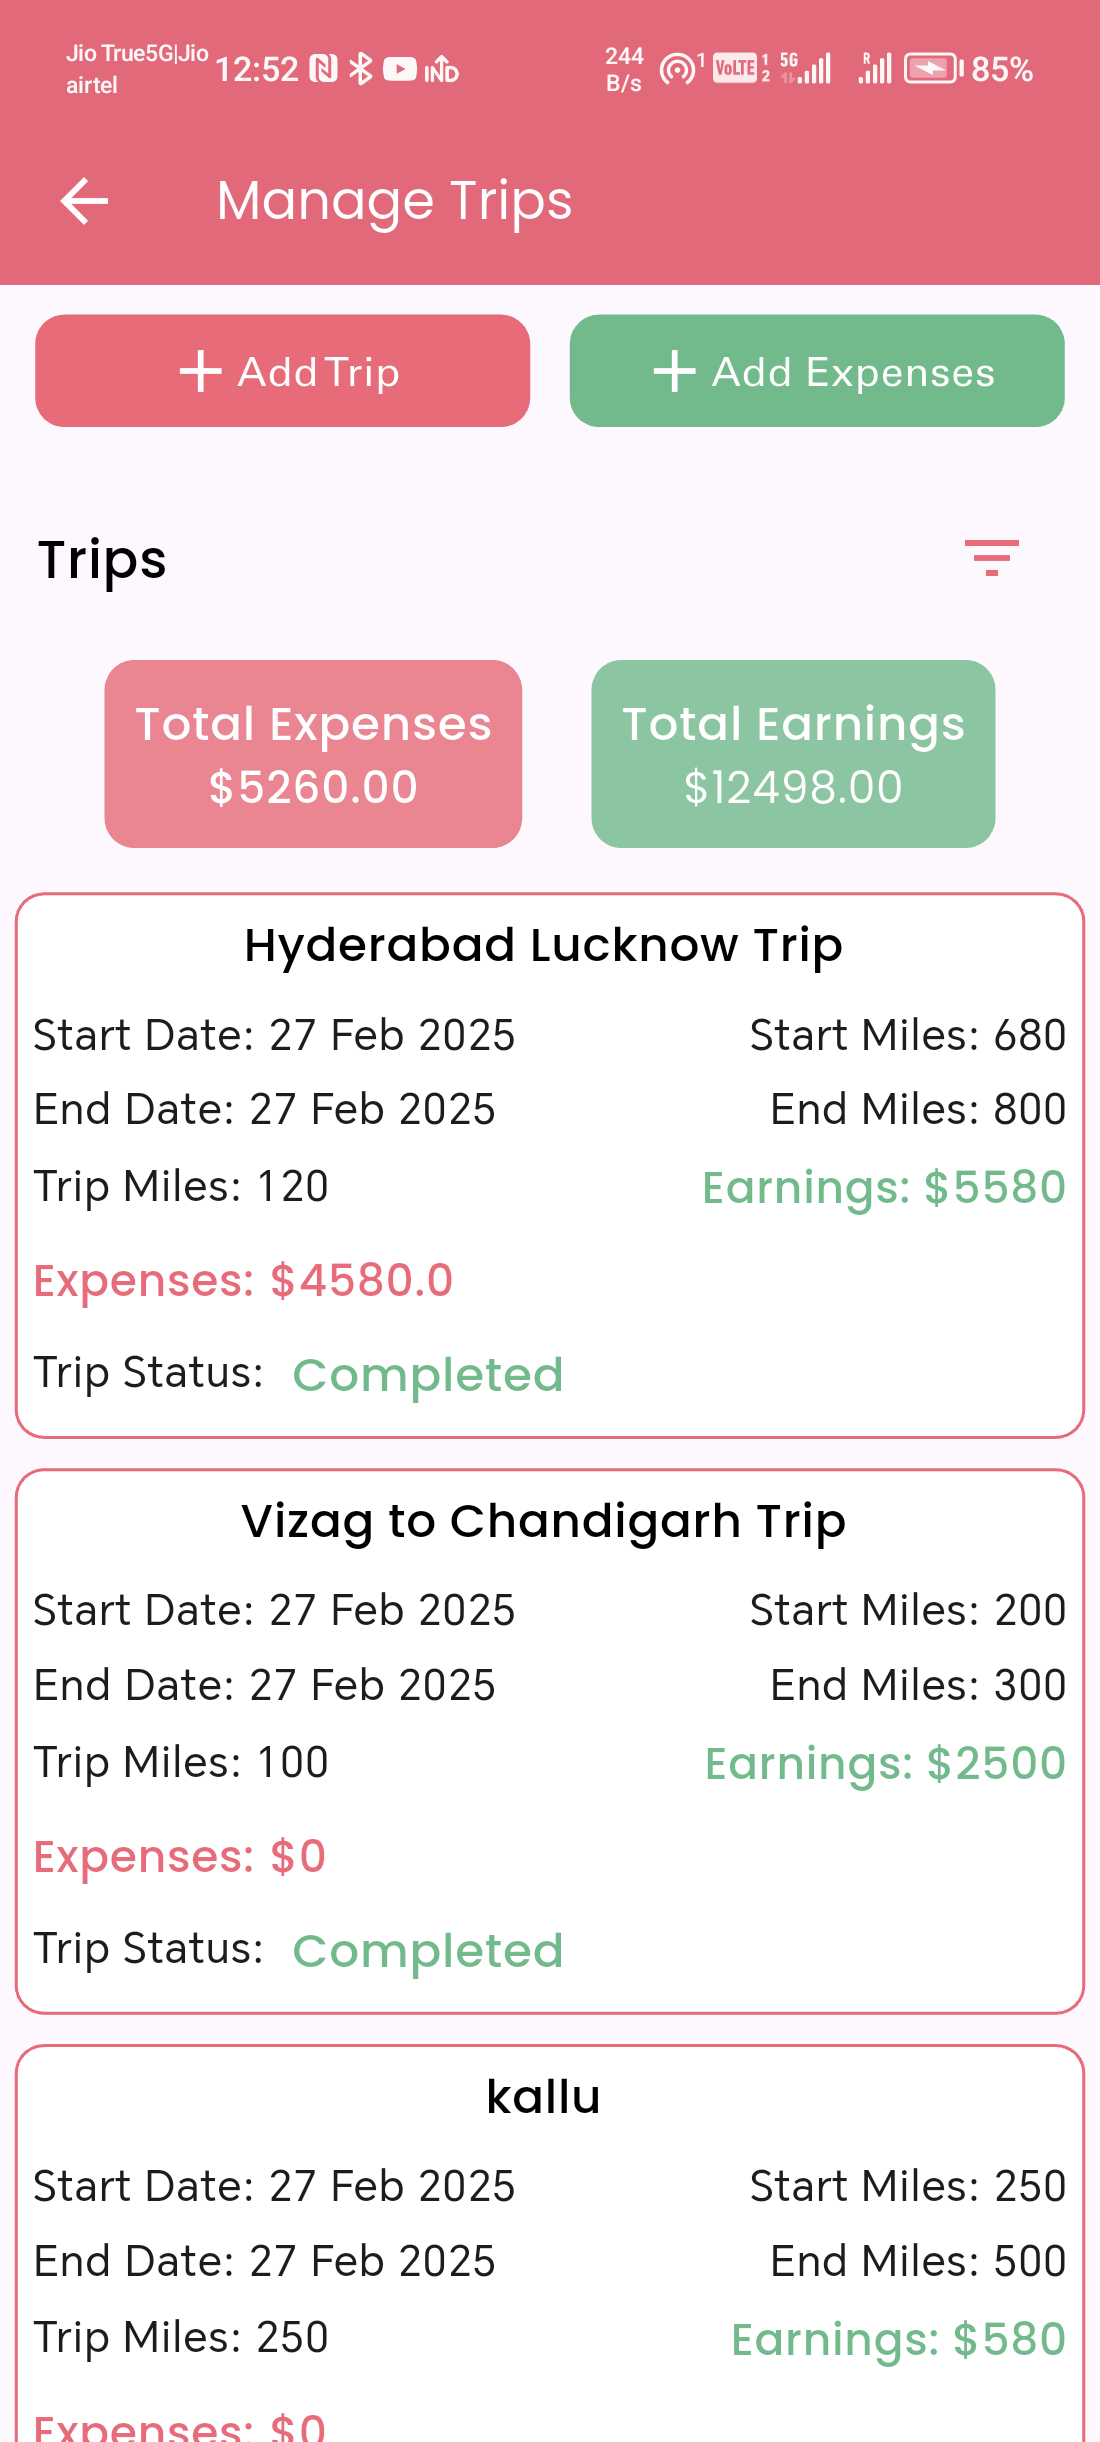 Jio True5G|Jio
airtel
12:52
244
B/s
1
VoLTE
1
2
5G
R
85%
Manage Trips
+ Add Trip
+ Add Expenses
Trips
Total Expenses
$5260.00
Total Earnings
$12498.00
Hyderabad Lucknow Trip
Start Date: 27 Feb 2025
Start Miles: 680
End Date: 27 Feb 2025
End Miles: 800
Trip Miles: 120
Earnings: $5580
Expenses: $4580.0
Trip Status: Completed
Vizag to Chandigarh Trip
Start Date: 27 Feb 2025
Start Miles: 200
End Date: 27 Feb 2025
End Miles: 300
Trip Miles: 100
Earnings: $2500
Expenses: $0
Trip Status: Completed
kallu
Start Date: 27 Feb 2025
Start Miles: 250
End Date: 27 Feb 2025
End Miles: 500
Trip Miles: 250
Earnings: $580
Expenses: $0